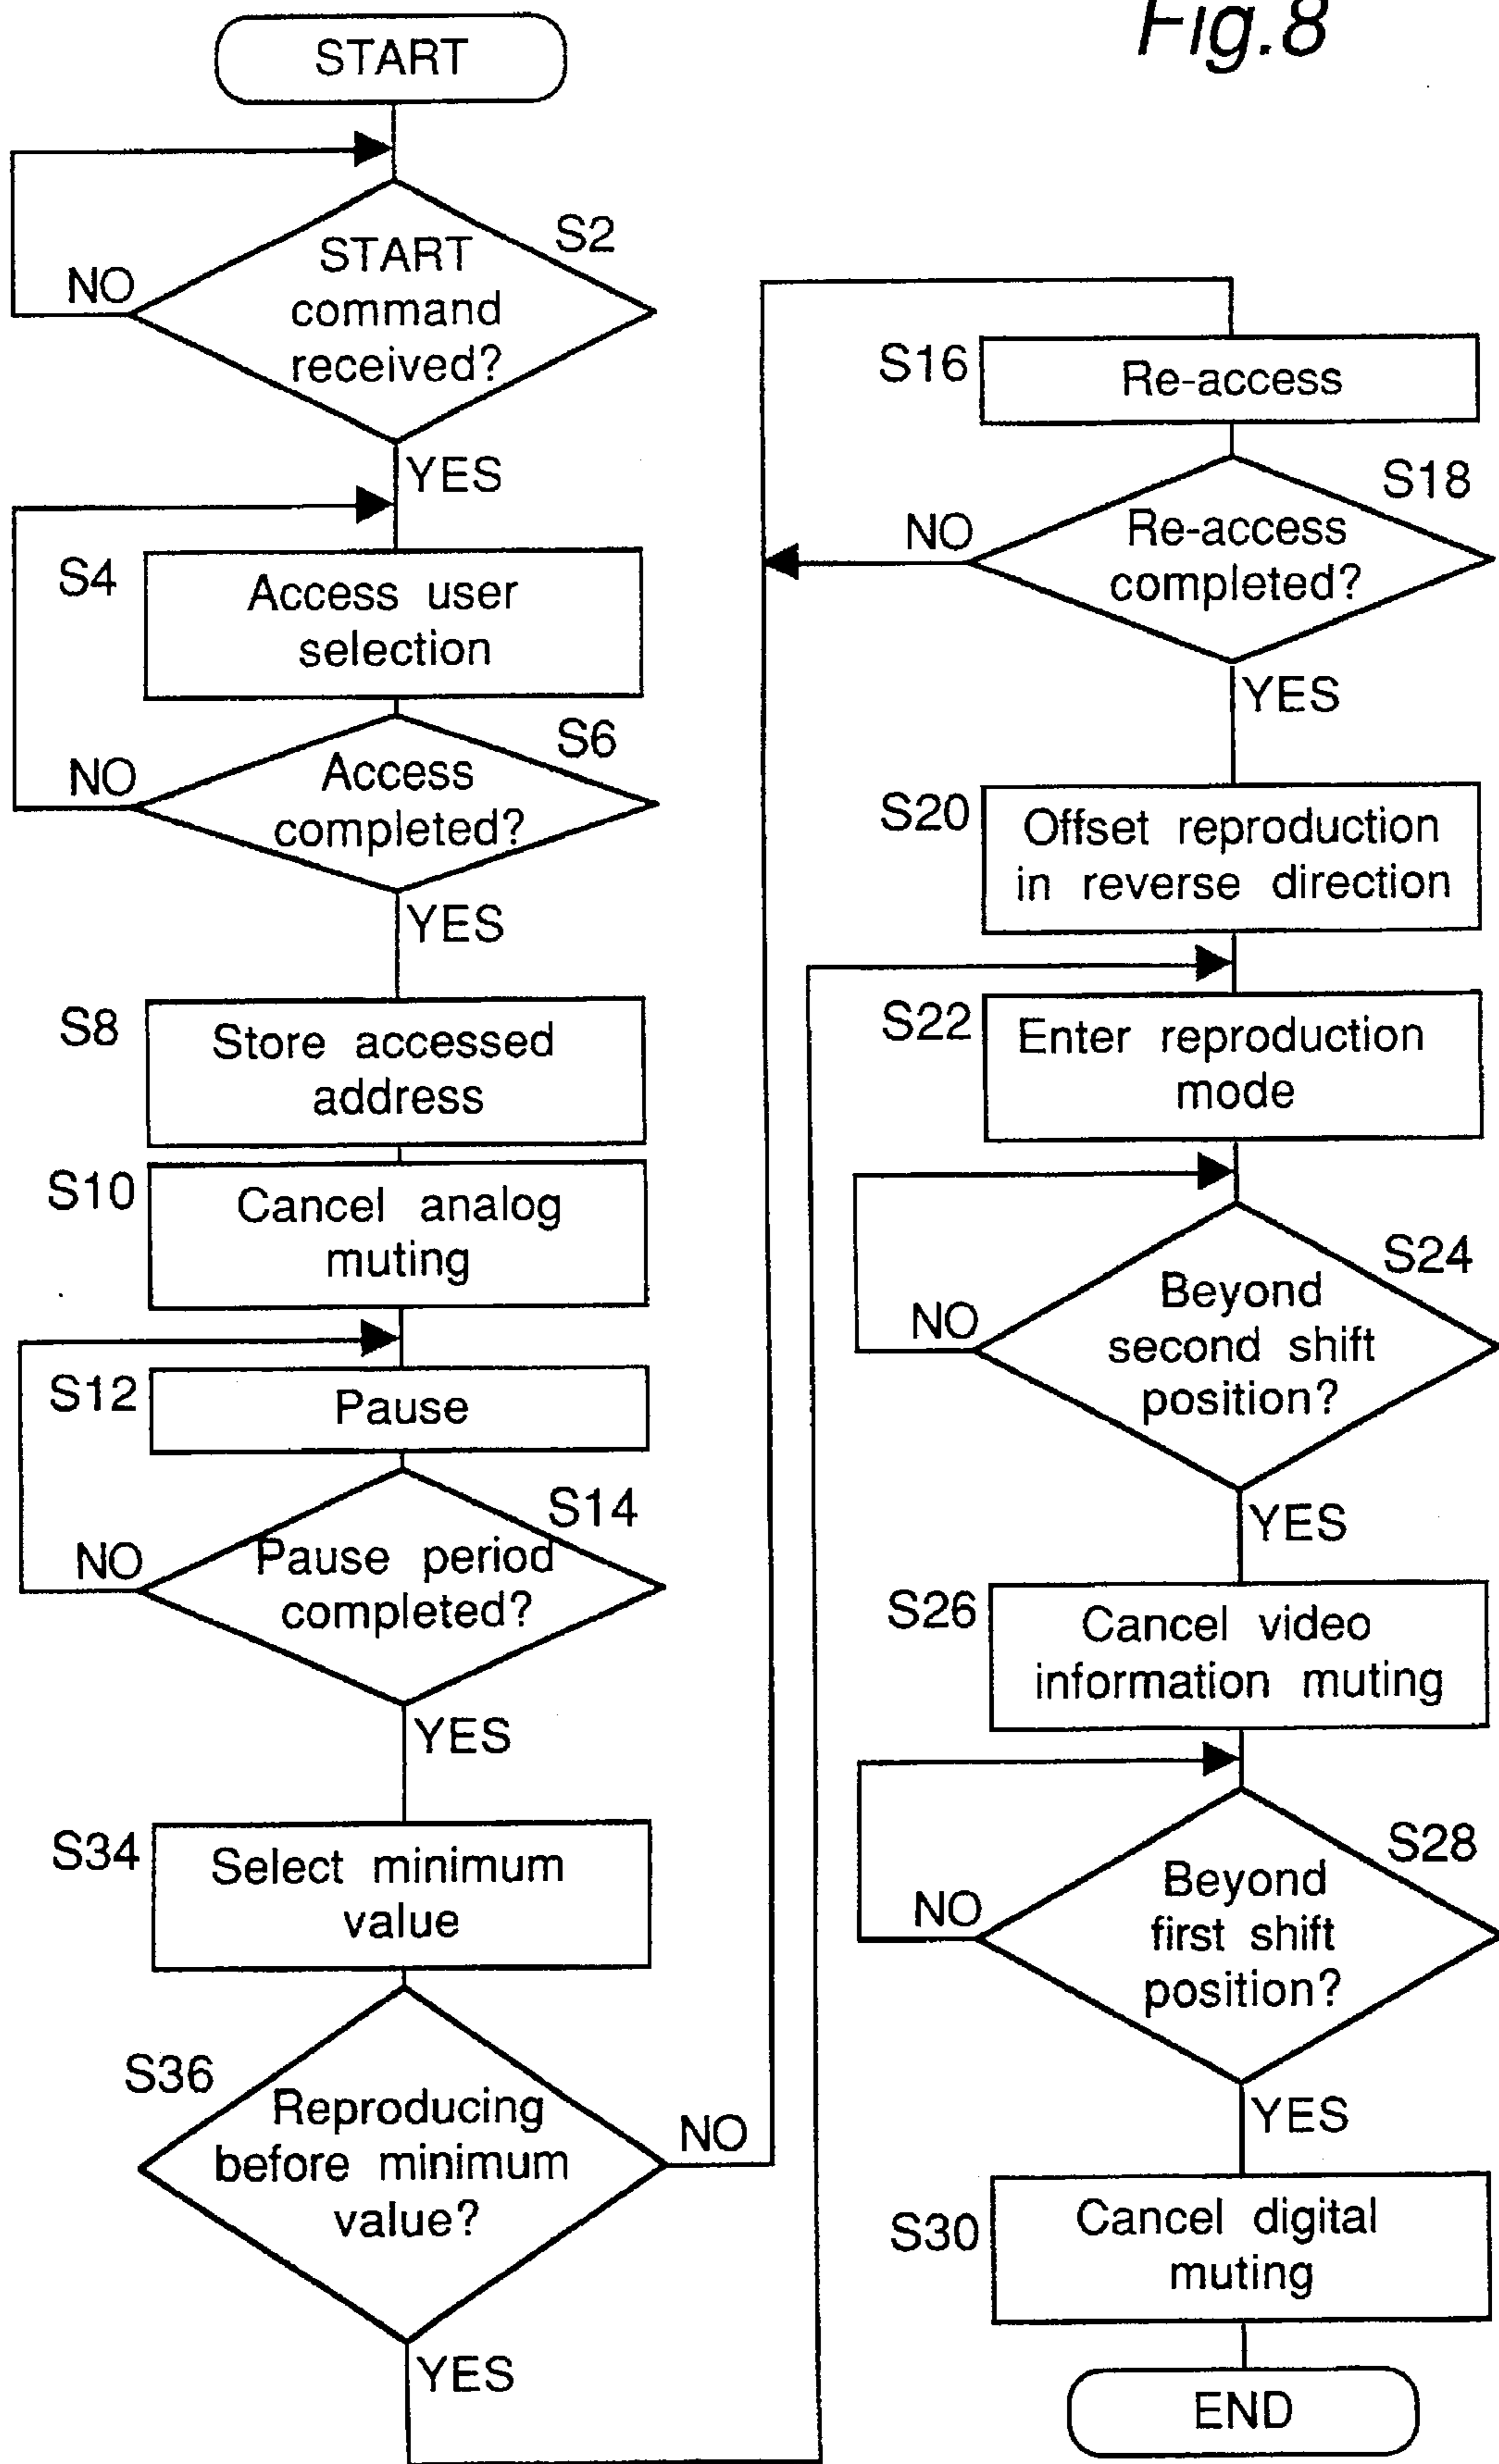 Fig.8
START
S2
START
command
received?
NO
YES
S4
Access user
selection
S6
Access
completed?
NO
YES
S8
Store accessed
address
S10
Cancel analog
muting
S12
Pause
S14
Pause period
completed?
NO
YES
S34
Select minimum
value
S36
Reproducing
before minimum
value?
NO
YES
S16
Re-access
S18
Re-access
completed?
NO
YES
S20
Offset reproduction
in reverse direction
S22
Enter reproduction
mode
S24
Beyond
second shift
position?
NO
YES
S26
Cancel video
information muting
S28
Beyond
first shift
position?
NO
YES
S30
Cancel digital
muting
END